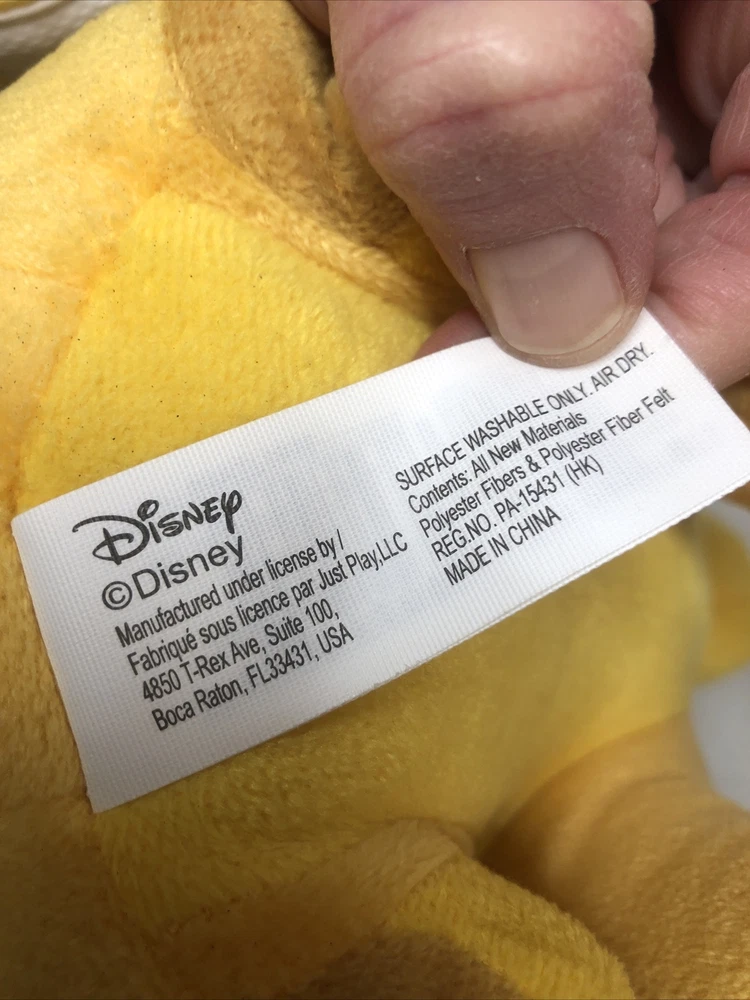 Disney
©Disney
Manufactured under license by /
Fabriqué sous licence par Just Play,LLC
4850 T-Rex Ave, Suite 100,
Boca Raton, FL33431, USA
SURFACE WASHABLE ONLY. AIR DRY.
Contents: All New Materials
Polyester Fibers & Polyester Fiber Felt
REG.NO. PA-15431 (HK)
MADE IN CHINA